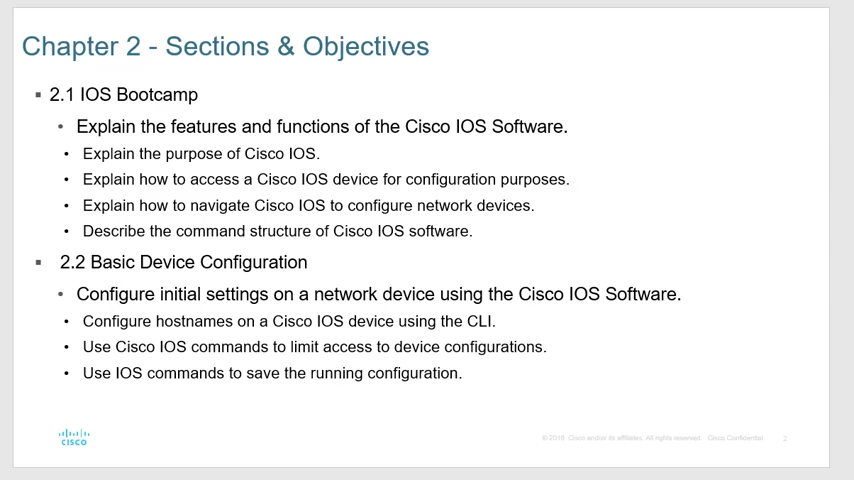 Chapter 2 - Sections & Objectives
▪ 2.1 IOS Bootcamp
• Explain the features and functions of the Cisco IOS Software.
• Explain the purpose of Cisco IOS.
• Explain how to access a Cisco IOS device for configuration purposes.
• Explain how to navigate Cisco IOS to configure network devices.
• Describe the command structure of Cisco IOS software.
▪ 2.2 Basic Device Configuration
• Configure initial settings on a network device using the Cisco IOS Software.
• Configure hostnames on a Cisco IOS device using the CLI.
• Use Cisco IOS commands to limit access to device configurations.
• Use IOS commands to save the running configuration.
CISCO
© 2016 Cisco and/or its affiliates. All rights reserved. Cisco Confidential 2